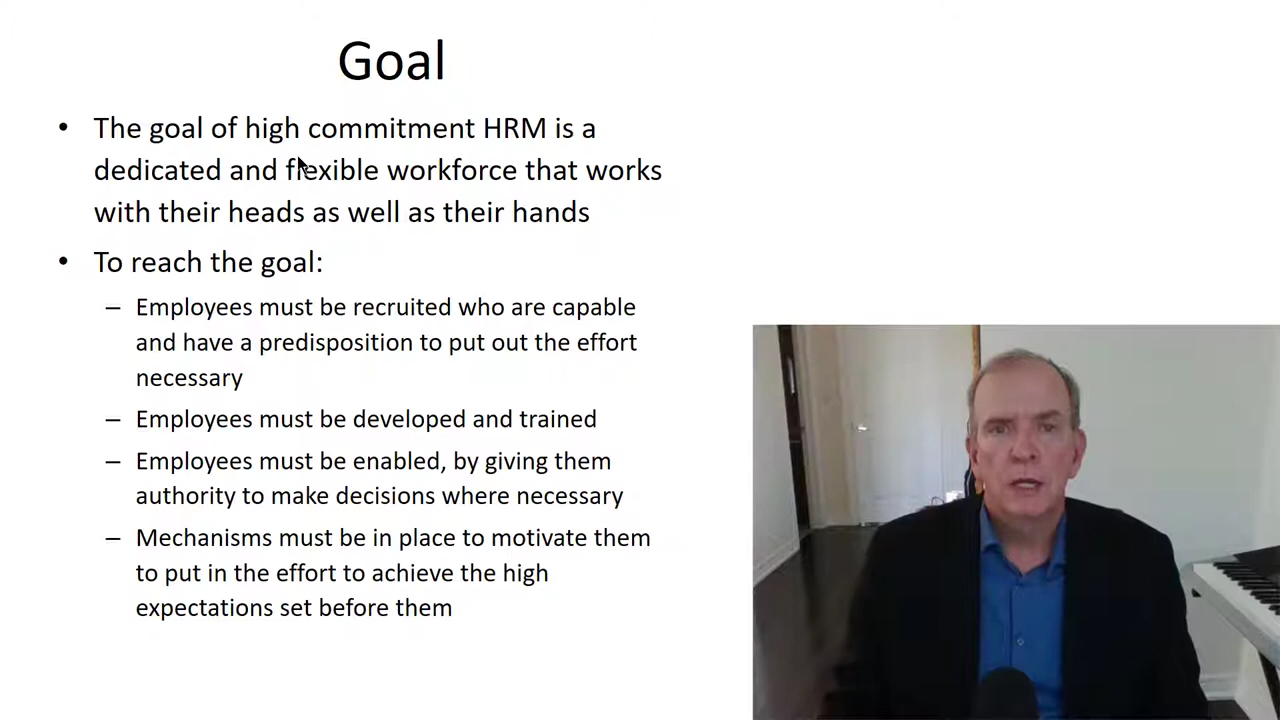 Goal
• The goal of high commitment HRM is a
dedicated and flexible workforce that works
with their heads as well as their hands
• To reach the goal:
– Employees must be recruited who are capable
and have a predisposition to put out the effort
necessary
– Employees must be developed and trained
– Employees must be enabled, by giving them
authority to make decisions where necessary
– Mechanisms must be in place to motivate them
to put in the effort to achieve the high
expectations set before them